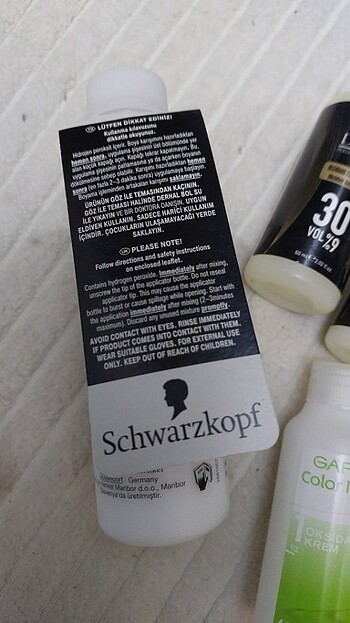 LÜTFEN DİKKAT EDİNİZ!
Kullanma kılavuzunu
dikkatle okuyunuz.
Hidrojen peroksit içerir. Boya karışımını hazırladıktan
hemen sonra, uygulama şişesinin üst bölümünde yer
alan küçük kapağı açın. Kapağı tekrar kapatmayın. Bu,
uygulama şişesinin patlamasına ya da açarken boyanın
dökülmesine sebep olabilir. Karışımı hazırladıktan hemen
sonra (en fazla 2-3 dakika sonra) uygulamaya başlayın.
Boyama işleminden artakalan karışımı saklamayın.
ÜRÜNÜN GÖZ İLE TEMASINDAN KAÇININ.
GÖZ İLE TEMASI HALİNDE DERHAL BOL SU
İLE YIKAYIN VE BİR DOKTORA DANIŞIN. UYGUN
ELDİVEN KULLANIN. SADECE HARİCİ KULLANIM
İÇİNDİR. ÇOCUKLARIN ULAŞAMAYACAĞI YERDE
SAKLAYIN.
PLEASE NOTE!
Follow directions and safety instructions
on enclosed leaflet.
Contains hydrogen peroxide. Immediately after mixing,
unscrew the tip of the applicator bottle. Do not reseal
applicator tip. This may cause the applicator
bottle to burst or cause spillage while opening. Start with
the application immediately after mixing (2-3minutes
maximum). Discard any unused mixture promptly.
AVOID CONTACT WITH EYES. RINSE IMMEDIATELY
IF PRODUCT COMES INTO CONTACT WITH THEM.
WEAR SUITABLE GLOVES. FOR EXTERNAL USE
ONLY. KEEP OUT OF REACH OF CHILDREN.
Schwarzkopf
Germany
Maribor d.o.o., Maribor
üretilmiştir.
30
VOL %9
60 ml
GAR
Color
1
OKSİDA
KREM